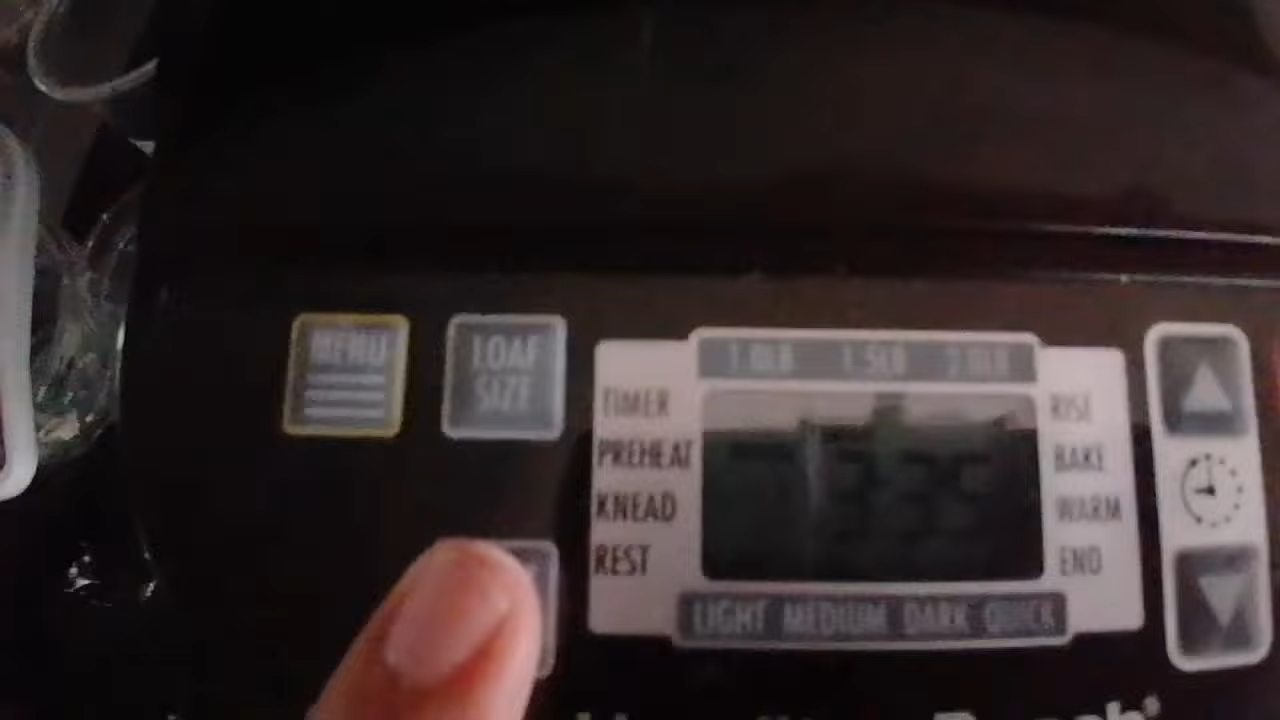 MENU
LOAF
SIZE
1.0LB 1.5LB 2.0LB
TIMER
PREHEAT
KNEAD
REST
RISE
BAKE
WARM
END
LIGHT MEDIUM DARK QUICK
Beach